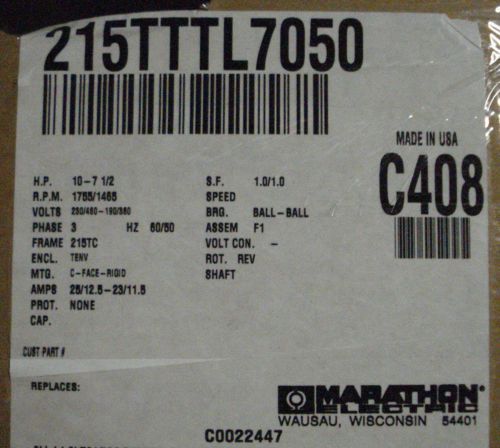 215TTTL7050
MADE IN USA
C408
H.P. 10-7 1/2
R.P.M. 1755/1465
VOLTS 230/460-190/380
PHASE 3 HZ 60/50
FRAME 215TC
ENCL. TENV
MTG. C-FACE-RIGID
AMPS 25/12.5-23/11.5
PROT. NONE
CAP.
S.F. 1.0/1.0
SPEED
BRG. BALL-BALL
ASSEM F1
VOLT CON. -
ROT. REV
SHAFT
CUST PART #
REPLACES:
MARATHON®
ELECTRIC
WAUSAU, WISCONSIN 54401
C0022447